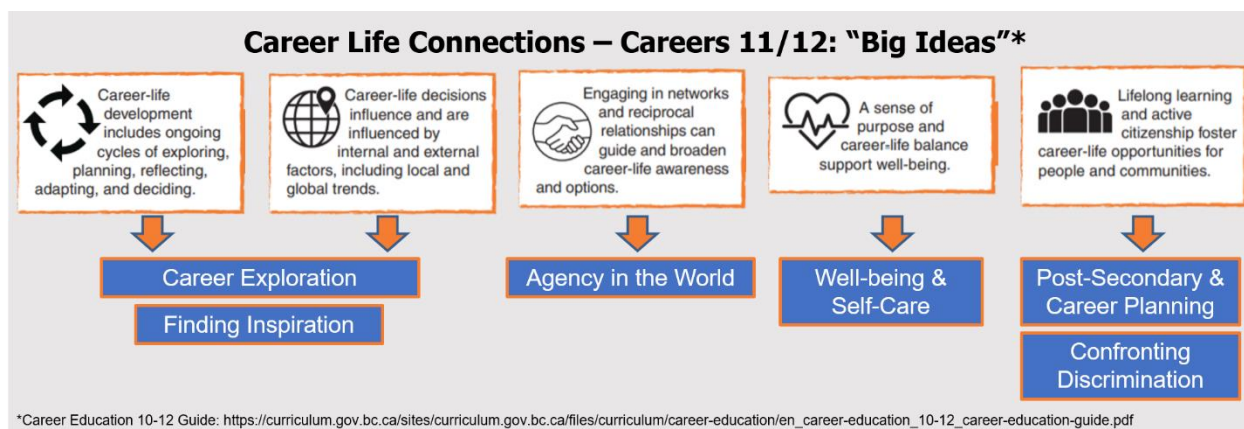 Career Life Connections – Careers 11/12: “Big Ideas”*
Career-life
development
includes ongoing
cycles of exploring,
planning, reflecting,
adapting, and deciding.
Career-life decisions
influence and are
influenced by
internal and external
factors, including local and
global trends.
Engaging in networks
and reciprocal
relationships can
guide and broaden
career-life awareness
and options.
A sense of
purpose and
career-life balance
support well-being.
Lifelong learning
and active
citizenship foster
career-life opportunities for
people and communities.
Career Exploration
Finding Inspiration
Agency in the World
Well-being &
Self-Care
Post-Secondary &
Career Planning
Confronting
Discrimination
*Career Education 10-12 Guide: https://curriculum.gov.bc.ca/sites/curriculum.gov.bc.ca/files/curriculum/career-education/en_career-education_10-12_career-education-guide.pdf